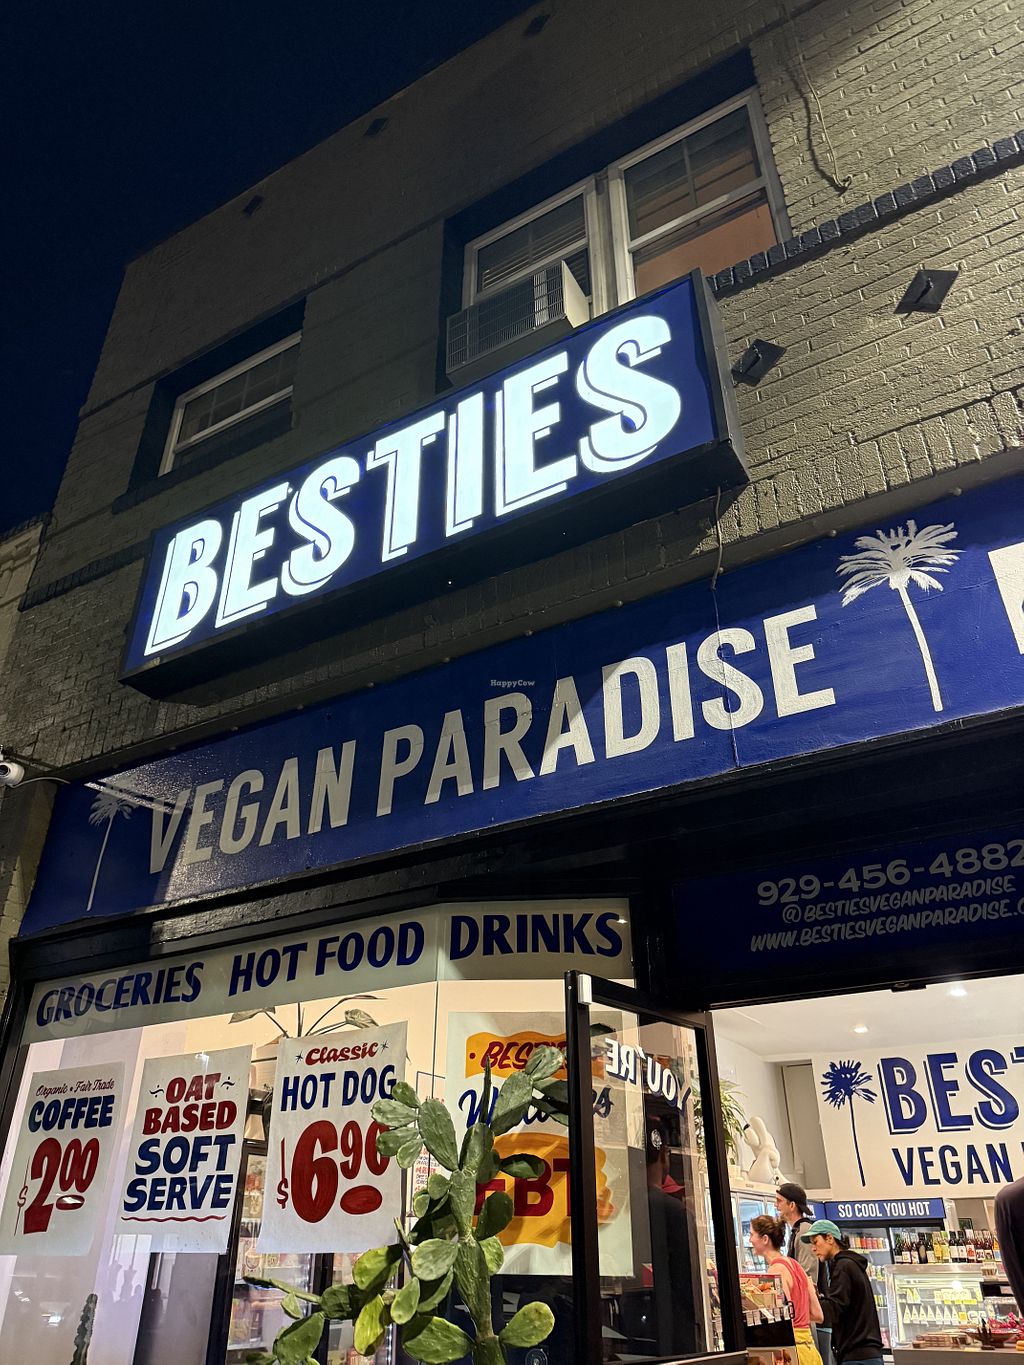 BESTIES
VEGAN PARADISE
HappyCow
929-456-4882
@BESTIESVEGANPARADISE
WWW.BESTIESVEGANPARADISE.
GROCERIES HOT FOOD DRINKS
Organic • Fair Trade
COFFEE
$2.00
OAT
BASED
SOFT
SERVE
Classic
HOT DOG
$6.90
EBT
YOU'RE
BEST
VEGAN
SO COOL YOU HOT